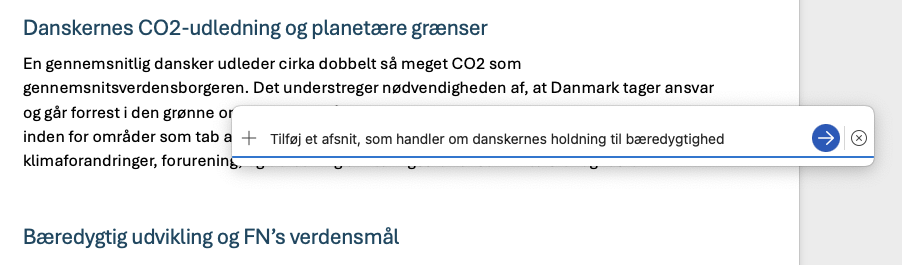 Danskernes CO2-udledning og planetære grænser
En gennemsnitlig dansker udleder cirka dobbelt så meget CO2 som
gennemsnitsverdensborgeren. Det understreger nødvendigheden af, at Danmark tager ansvar
og går forrest i den grønne
Tilføj et afsnit, som handler om danskernes holdning til bæredygtighed
inden for områder som tab
klimaforandringer, forurening,
Bæredygtig udvikling og FN's verdensmål